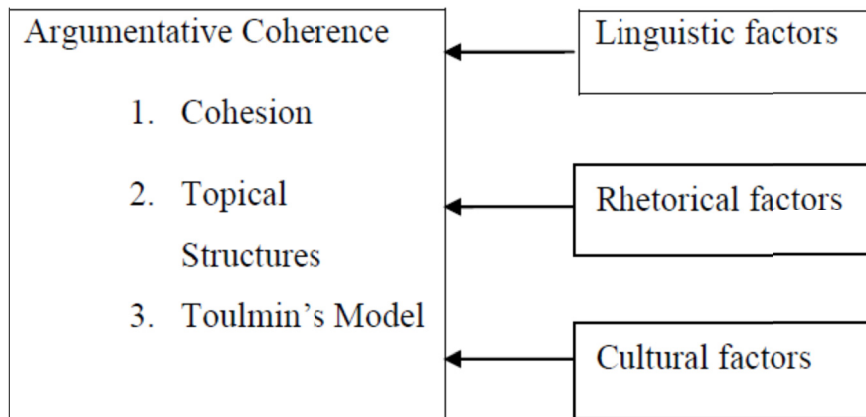 Argumentative Coherence
1. Cohesion
2. Topical
Structures
3. Toulmin’s Model
Linguistic factors
Rhetorical factors
Cultural factors